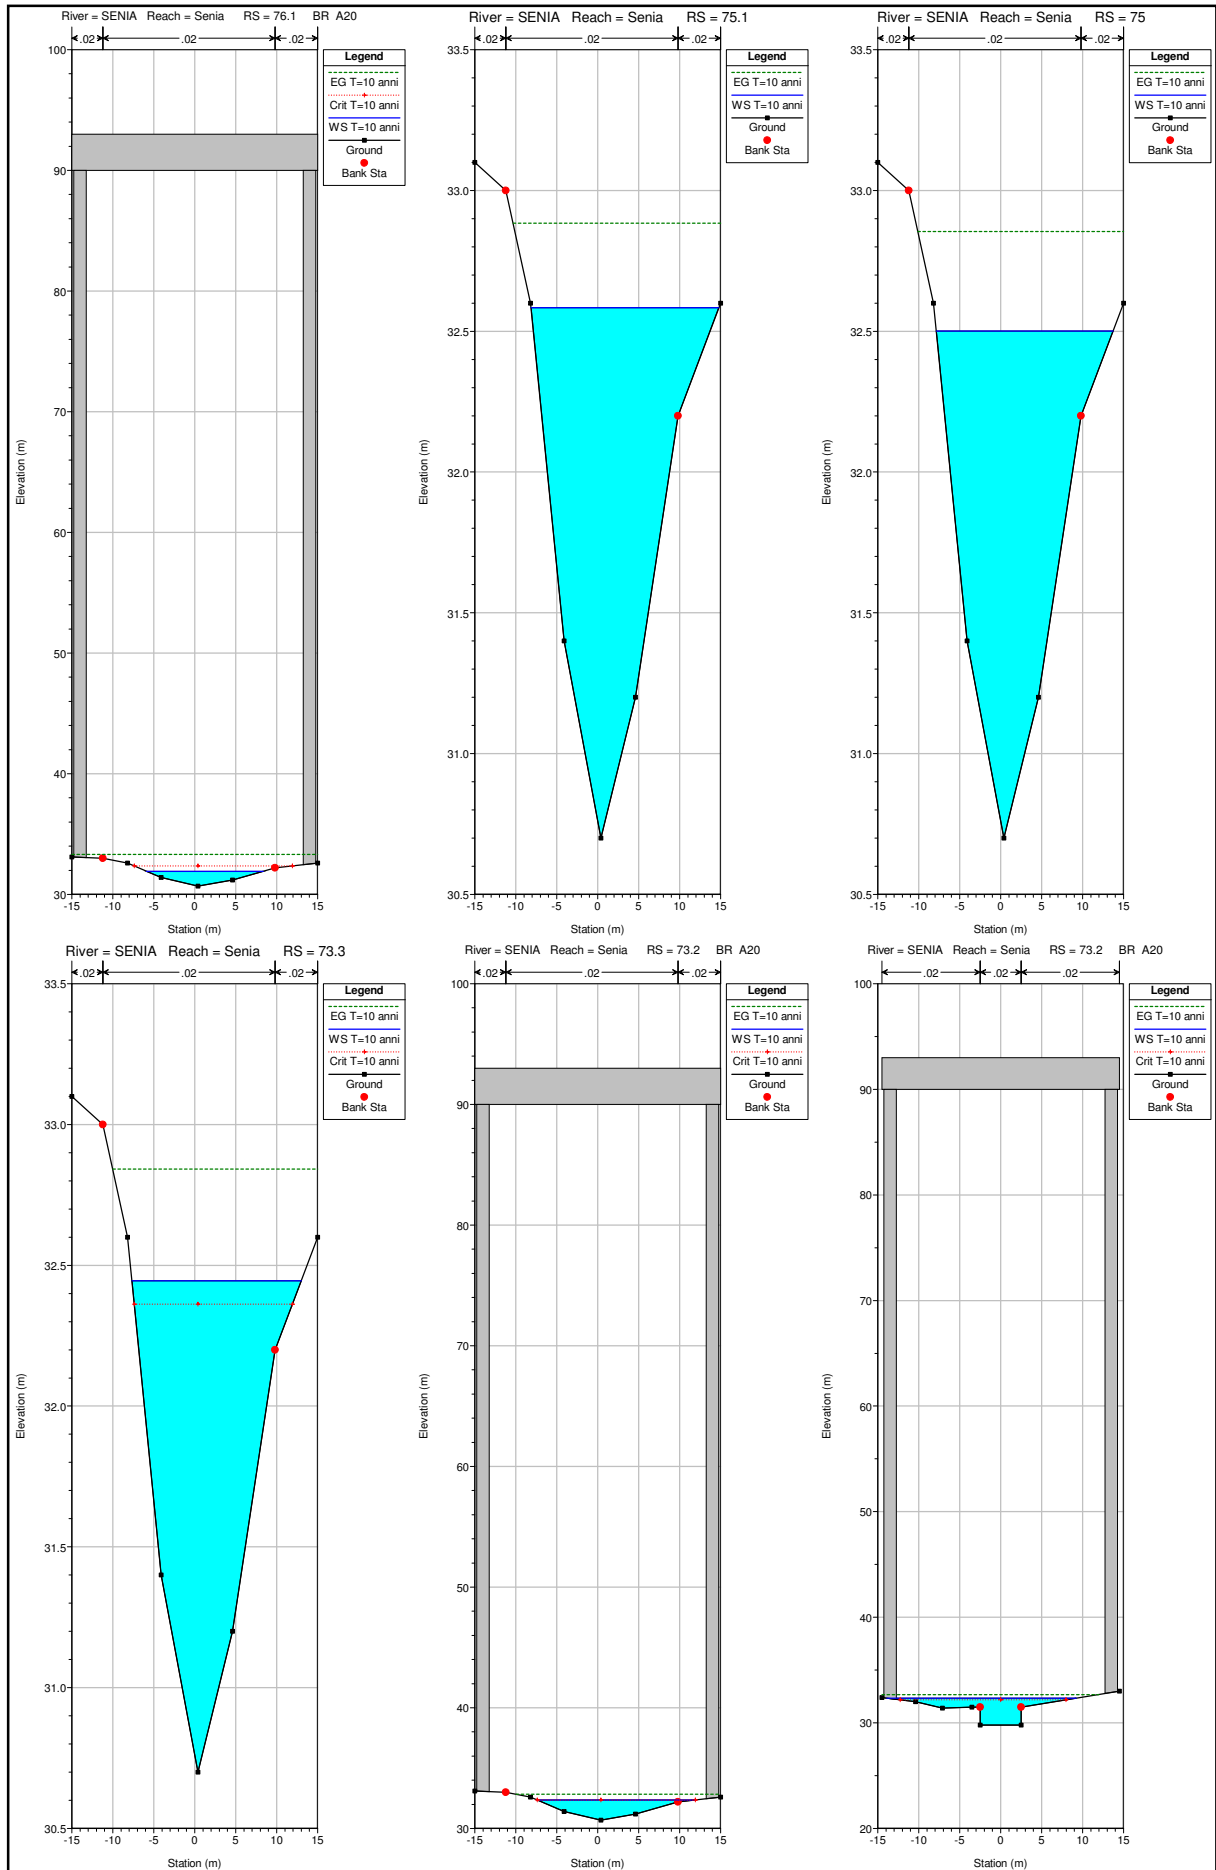 River = SENIA Reach = Senia RS = 76.1 BR A20
.02 .02 .02
Legend
EG T=10 anni
Crit T=10 anni
WS T=10 anni
Ground
Bank Sta
100
90
80
70
60
50
40
30
Elevation (m)
-15 -10 -5 0 5 10 15
Station (m)
River = SENIA Reach = Senia RS = 75.1
.02 .02 .02
Legend
EG T=10 anni
WS T=10 anni
Ground
Bank Sta
33.5
33.0
32.5
32.0
31.5
31.0
30.5
Elevation (m)
-15 -10 -5 0 5 10 15
Station (m)
River = SENIA Reach = Senia RS = 75
.02 .02 .02
Legend
EG T=10 anni
WS T=10 anni
Ground
Bank Sta
33.5
33.0
32.5
32.0
31.5
31.0
30.5
Elevation (m)
-15 -10 -5 0 5 10 15
Station (m)
River = SENIA Reach = Senia RS = 73.3
.02 .02 .02
Legend
EG T=10 anni
WS T=10 anni
Crit T=10 anni
Ground
Bank Sta
33.5
33.0
32.5
32.0
31.5
31.0
30.5
Elevation (m)
-15 -10 -5 0 5 10 15
Station (m)
River = SENIA Reach = Senia RS = 73.2 BR A20
.02 .02 .02
Legend
EG T=10 anni
WS T=10 anni
Crit T=10 anni
Ground
Bank Sta
100
90
80
70
60
50
40
30
Elevation (m)
-15 -10 -5 0 5 10 15
Station (m)
River = SENIA Reach = Senia RS = 73.2 BR A20
.02 .02 .02
Legend
EG T=10 anni
WS T=10 anni
Crit T=10 anni
Ground
Bank Sta
100
90
80
70
60
50
40
30
20
Elevation (m)
-15 -10 -5 0 5 10 15
Station (m)